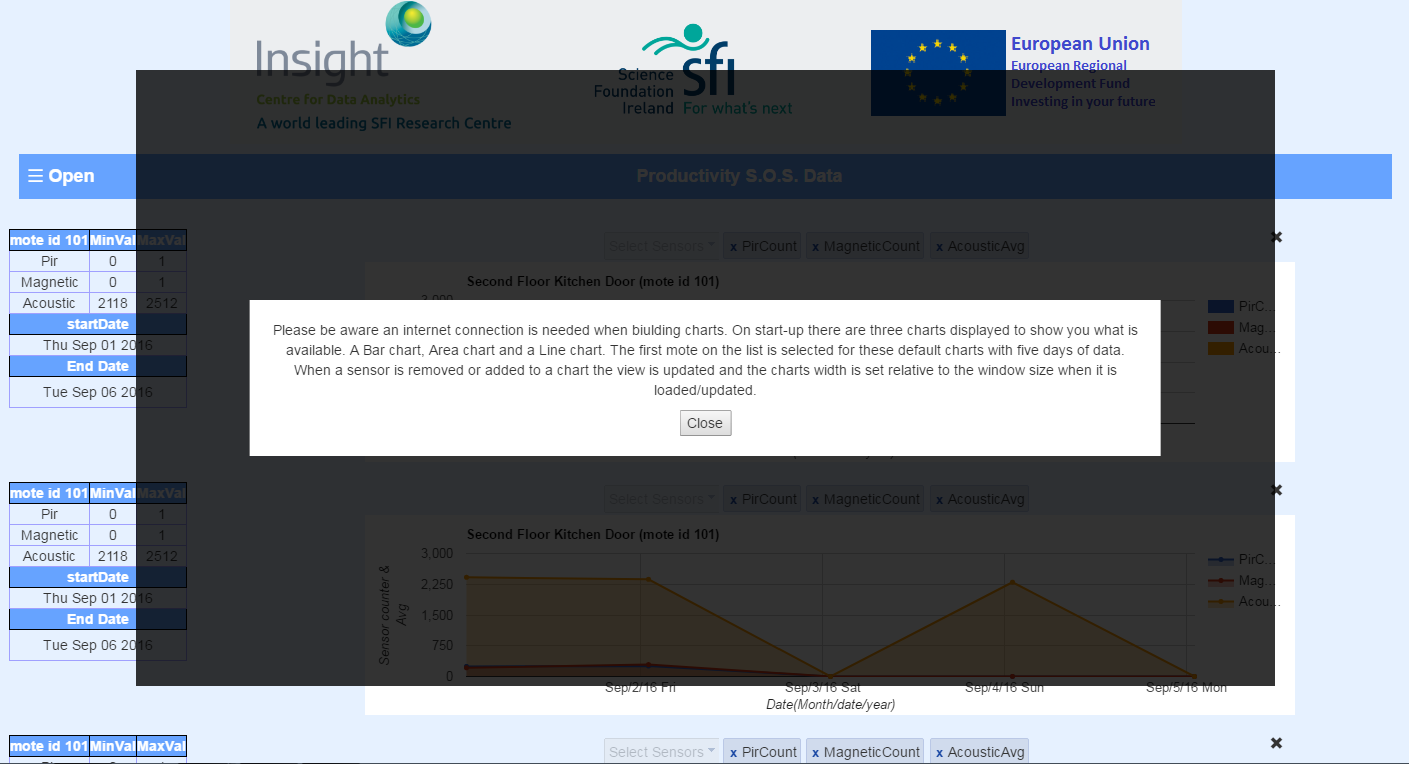 Insight
Centre for Data Analytics
A world leading SFI Research Centre
sfi
Science
Foundation
Ireland For what's next
European Union
European Regional
Development Fund
Investing in your future
☰ Open
Productivity S.O.S. Data
mote id 101 MinVal MaxVal
Pir 0 1
Magnetic 0 1
Acoustic 2118 2512
startDate
Thu Sep 01 2016
End Date
Tue Sep 06 2016
Select Sensors x PirCount x MagneticCount x AcousticAvg ✖
Second Floor Kitchen Door (mote id 101)
3,000
PirC...
Mag...
Acou...
Please be aware an internet connection is needed when biulding charts. On start-up there are three charts displayed to show you what is
available. A Bar chart, Area chart and a Line chart. The first mote on the list is selected for these default charts with five days of data.
When a sensor is removed or added to a chart the view is updated and the charts width is set relative to the window size when it is
loaded/updated.
Close
mote id 101 MinVal MaxVal
Pir 0 1
Magnetic 0 1
Acoustic 2118 2512
startDate
Thu Sep 01 2016
End Date
Tue Sep 06 2016
Select Sensors x PirCount x MagneticCount x AcousticAvg ✖
Second Floor Kitchen Door (mote id 101)
3,000
2,250
1,500
750
0
Sensor counter &
Avg
PirC...
Mag...
Acou...
Sep/2/16 Fri Sep/3/16 Sat Sep/4/16 Sun Sep/5/16 Mon
Date(Month/date/year)
mote id 101 MinVal MaxVal
Select Sensors x PirCount x MagneticCount x AcousticAvg ✖